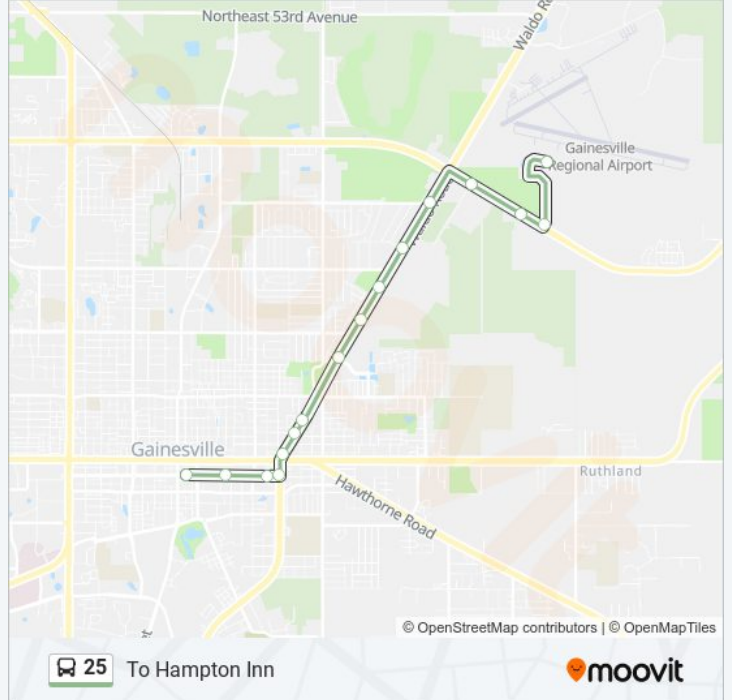 Northeast 53rd Avenue
Waldo R
Gainesville
Regional Airport
Gainesville
Ruthland
Hawthorne Road
© OpenStreetMap contributors | © OpenMapTiles
25 To Hampton Inn
moovit